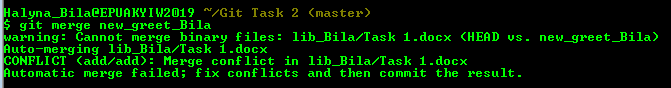 Halyna_Bila@EPUAKYIW2019 ~/Git Task 2 (master)
$ git merge new_greet_Bila
warning: Cannot merge binary files: lib_Bila/Task 1.docx (HEAD vs. new_greet_Bila)
Auto-merging lib_Bila/Task 1.docx
CONFLICT (add/add): Merge conflict in lib_Bila/Task 1.docx
Automatic merge failed; fix conflicts and then commit the result.